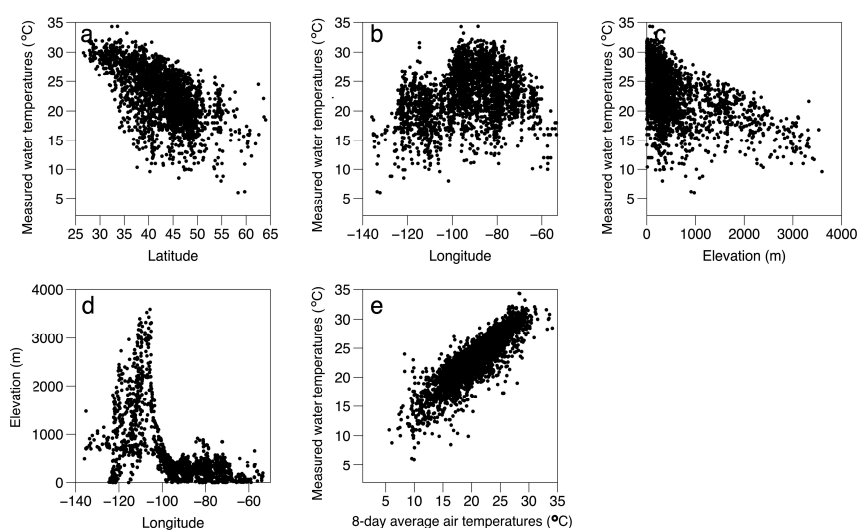 a
35
30
25
20
15
10
5
Measured water temperatures (°C)
25 30 35 40 45 50 55 60 65
Latitude
b
35
30
25
20
15
10
5
Measured water temperatures (°C)
−140 −120 −100 −80 −60
Longitude
c
35
30
25
20
15
10
5
Measured water temperatures (°C)
0 1000 2000 3000 4000
Elevation (m)
d
4000
3000
2000
1000
0
Elevation (m)
−140 −120 −100 −80 −60
Longitude
e
35
30
25
20
15
10
5
Measured water temperatures (°C)
5 10 15 20 25 30 35
8-day average air temperatures (°C)